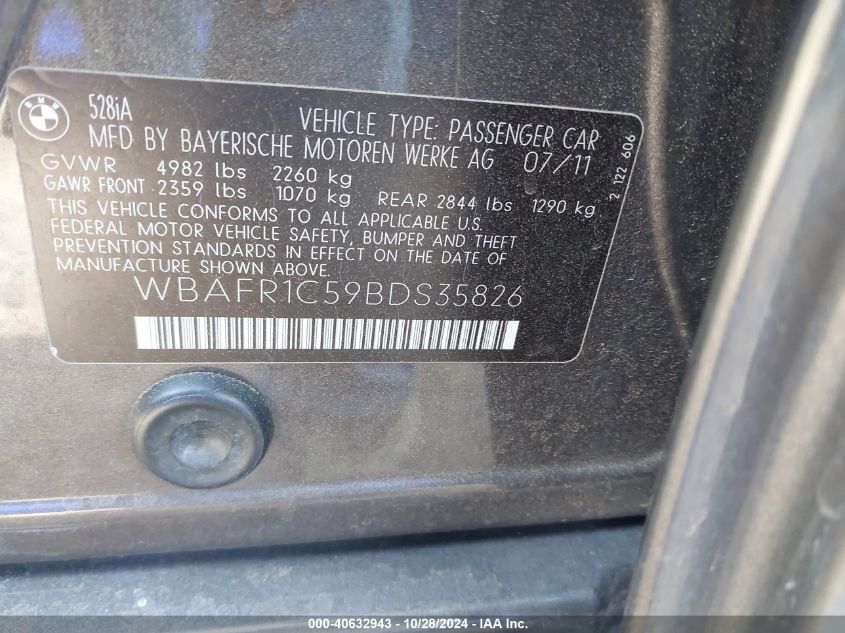 BMW
528iA
VEHICLE TYPE: PASSENGER CAR
MFD BY BAYERISCHE MOTOREN WERKE AG 07/11
GVWR 4982 lbs 2260 kg
GAWR FRONT 2359 lbs 1070 kg REAR 2844 lbs 1290 kg
THIS VEHICLE CONFORMS TO ALL APPLICABLE U.S.
FEDERAL MOTOR VEHICLE SAFETY, BUMPER AND THEFT
PREVENTION STANDARDS IN EFFECT ON THE DATE OF
MANUFACTURE SHOWN ABOVE:
WBAFR1C59BDS35826
2 122 606
000-40632943 - 10/28/2024 - IAA Inc.